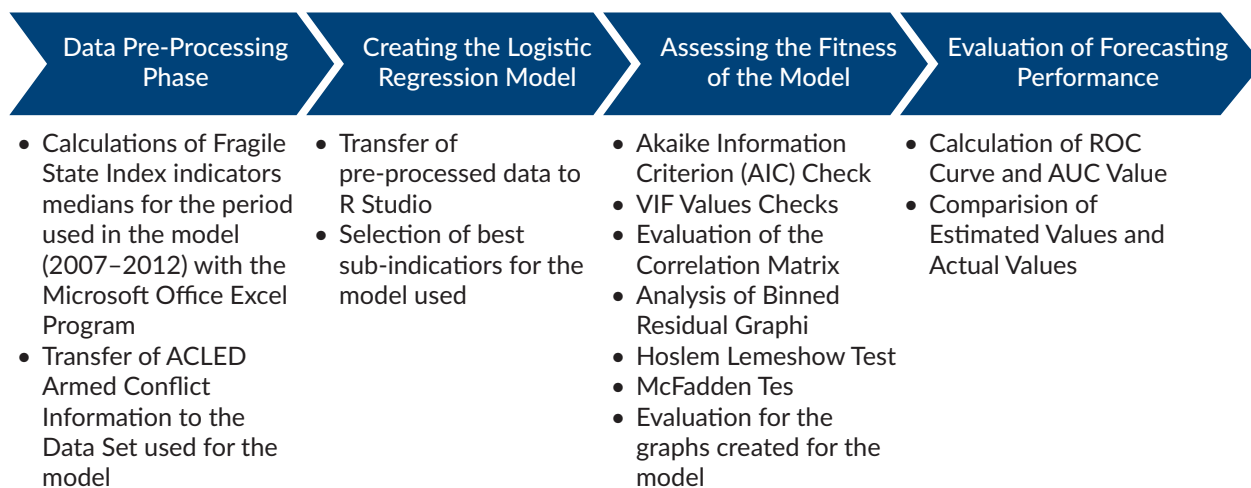 Data Pre-Processing
Phase
Creating the Logistic
Regression Model
Assessing the Fitness
of the Model
Evaluation of Forecasting
Performance
• Calculations of Fragile
State Index indicators
medians for the period
used in the model
(2007–2012) with the
Microsoft Office Excel
Program
• Transfer of ACLED
Armed Conflict
Information to the
Data Set used for the
model
• Transfer of
pre-processed data to
R Studio
• Selection of best
sub-indicatiors for the
model used
• Akaike Information
Criterion (AIC) Check
• VIF Values Checks
• Evaluation of the
Correlation Matrix
• Analysis of Binned
Residual Graphi
• Hoslem Lemeshow Test
• McFadden Tes
• Evaluation for the
graphs created for the
model
• Calculation of ROC
Curve and AUC Value
• Comparision of
Estimated Values and
Actual Values